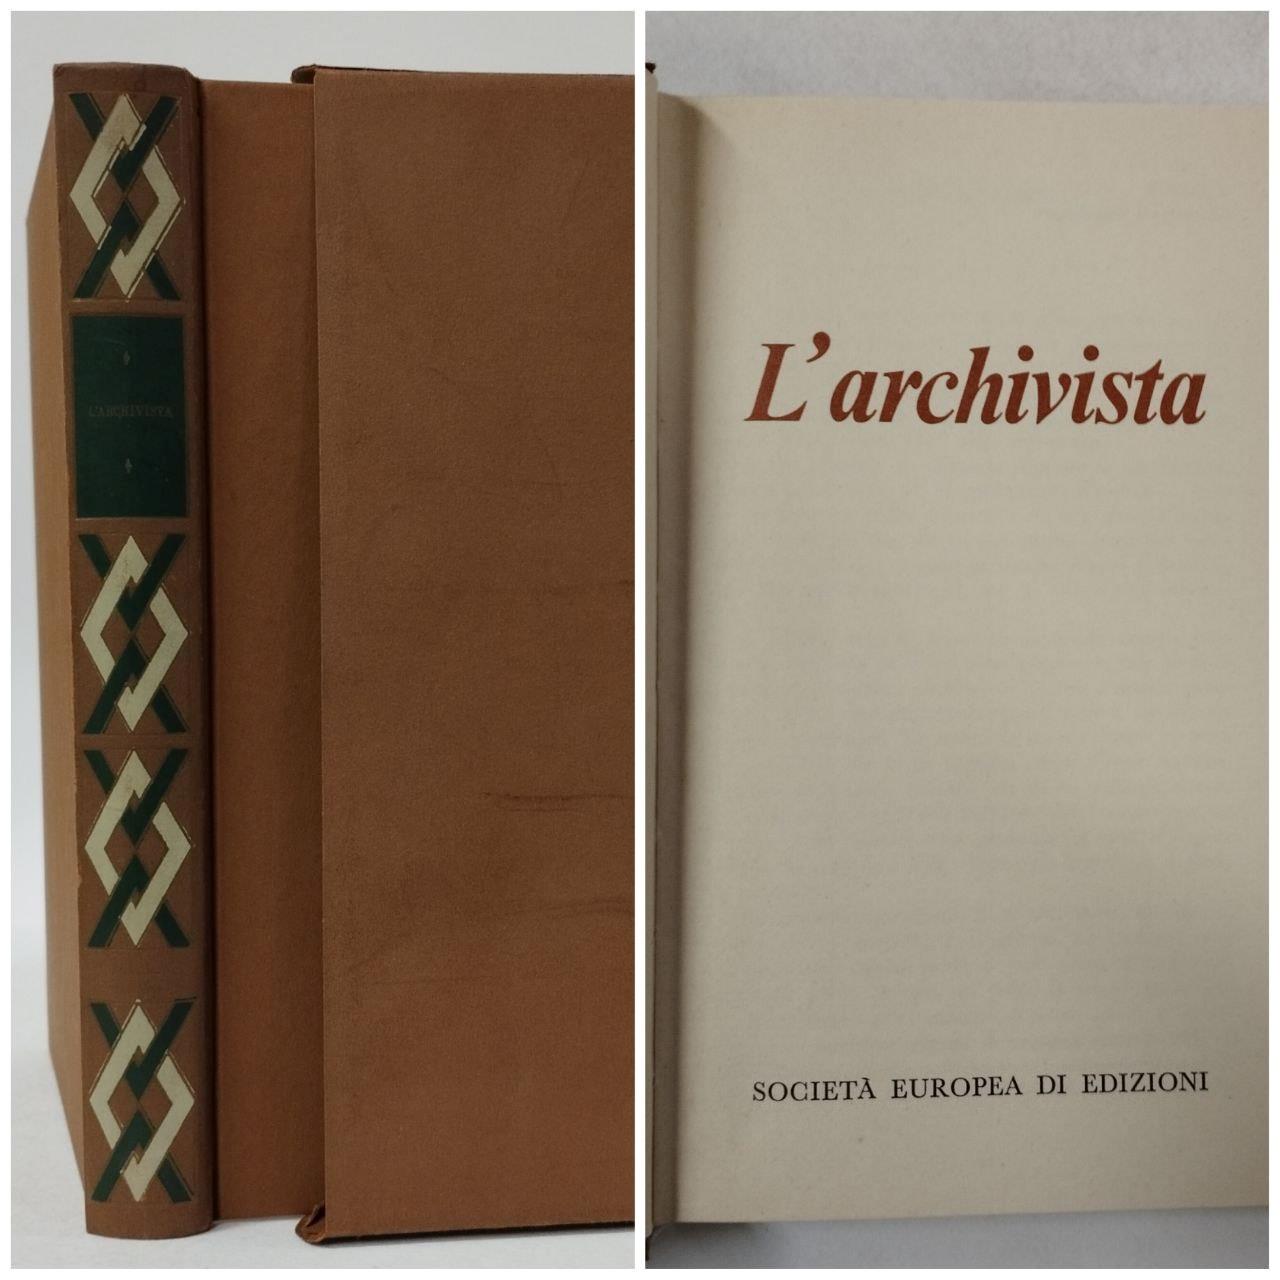 L'ARCHIVISTA
L'archivista
SOCIETÀ EUROPEA DI EDIZIONI